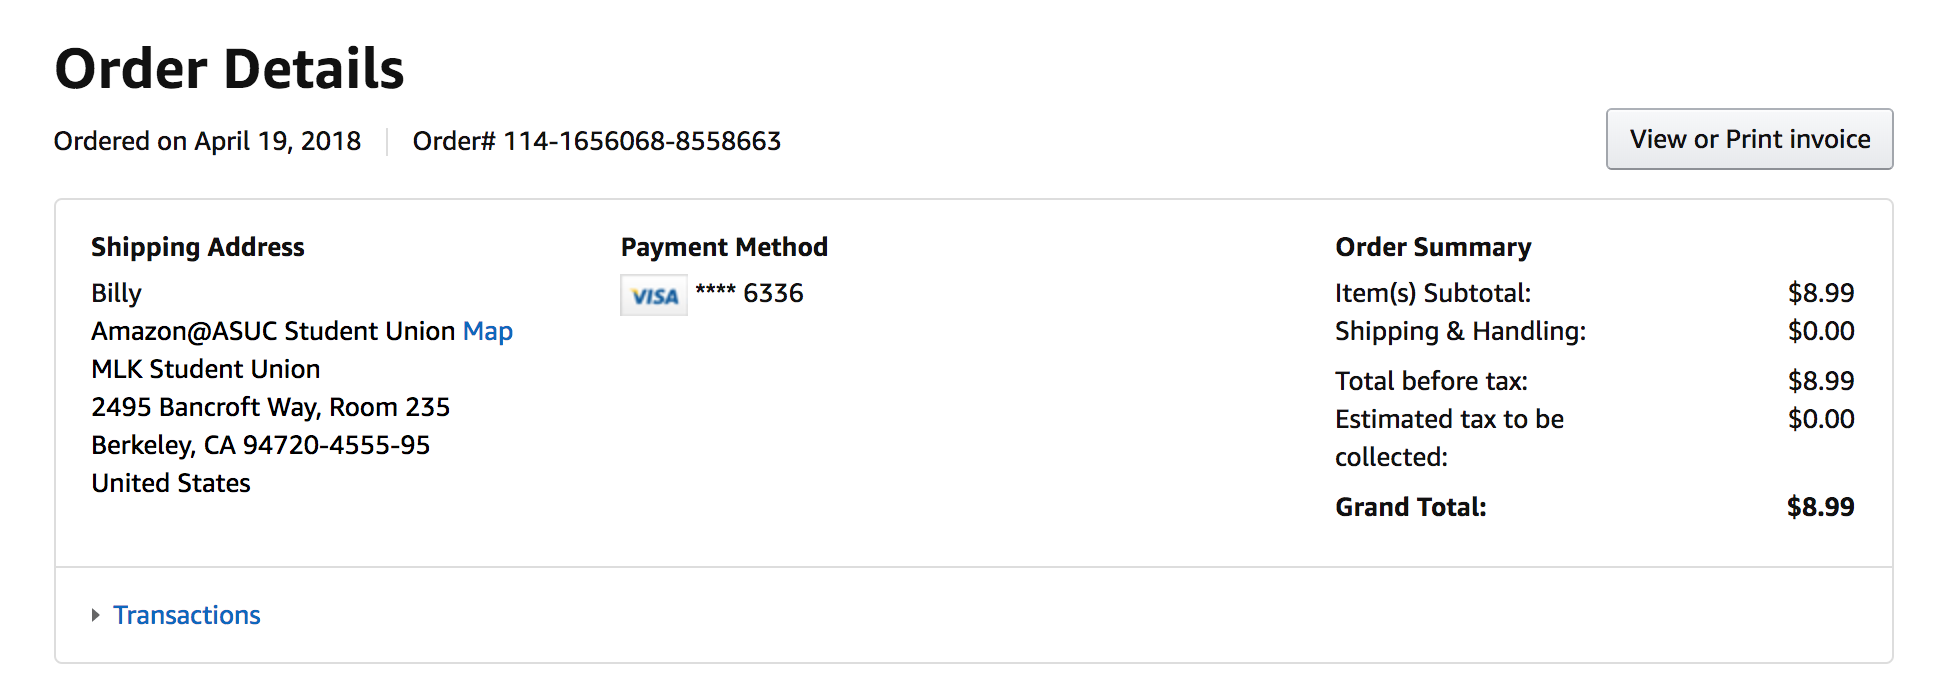 Order Details
Ordered on April 19, 2018 Order# 114-1656068-8558663
View or Print invoice
Shipping Address
Billy
Amazon@ASUC Student Union Map
MLK Student Union
2495 Bancroft Way, Room 235
Berkeley, CA 94720-4555-95
United States
Payment Method
VISA **** 6336
Order Summary
Item(s) Subtotal: $8.99
Shipping & Handling: $0.00
Total before tax: $8.99
Estimated tax to be $0.00
collected:
Grand Total: $8.99
Transactions